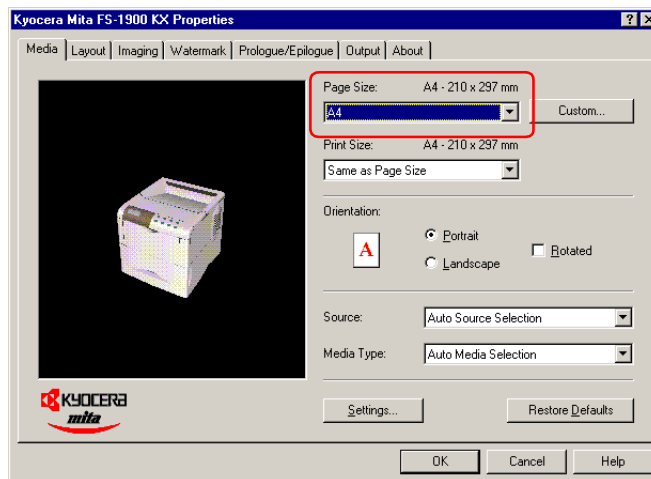 Kyocera Mita FS-1900 KX Properties
Media Layout Imaging Watermark Prologue/Epilogue Output About
Page Size: A4 - 210 x 297 mm
A4 Custom...
Print Size: A4 - 210 x 297 mm
Same as Page Size
Orientation:
A Portrait Rotated
Landscape
Source: Auto Source Selection
Media Type: Auto Media Selection
KYOCERA
mita
Settings... Restore Defaults
OK Cancel Help